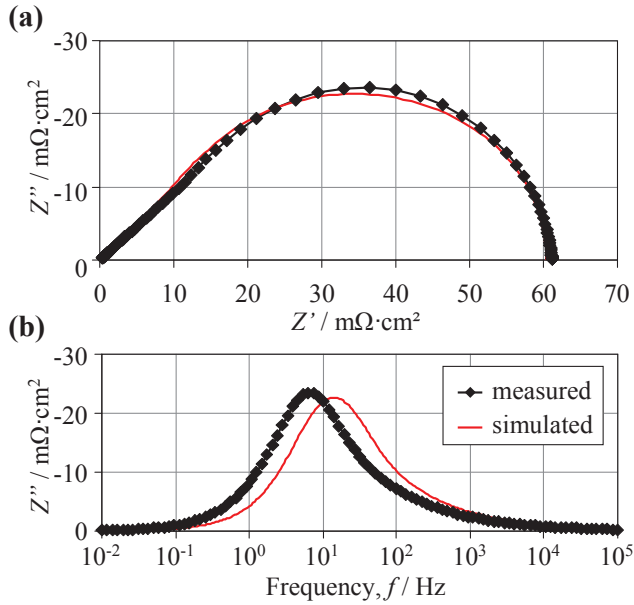 (a)
-30
-20
-10
0
Z'' / mΩ·cm²
0 10 20 30 40 50 60 70
Z' / mΩ·cm²
(b)
-30
-20
-10
0
Z'' / mΩ·cm²
measured
simulated
10⁻² 10⁻¹ 10⁰ 10¹ 10² 10³ 10⁴ 10⁵
Frequency, f / Hz